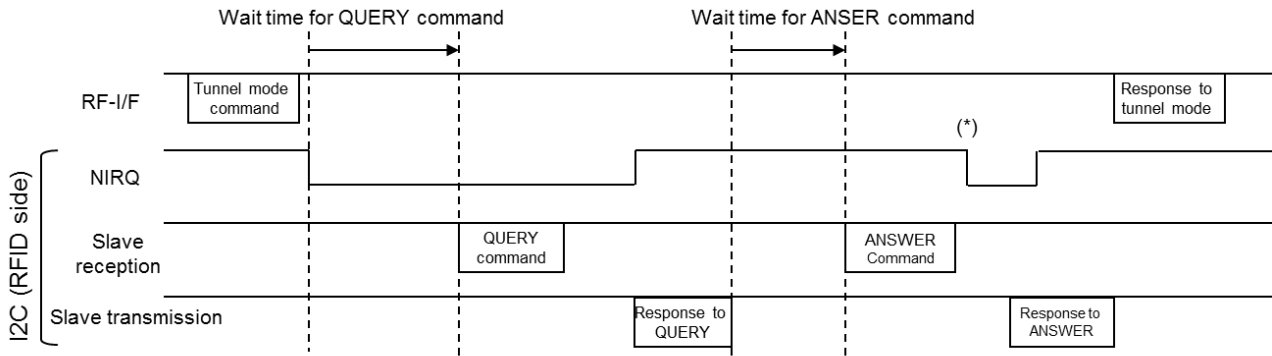 Wait time for QUERY command
Wait time for ANSER command
RF-I/F
Tunnel mode
command
Response to
tunnel mode
(*)
I2C (RFID side)
NIRQ
Slave
reception
QUERY
command
ANSWER
Command
Slave transmission
Response to
QUERY
Response to
ANSWER